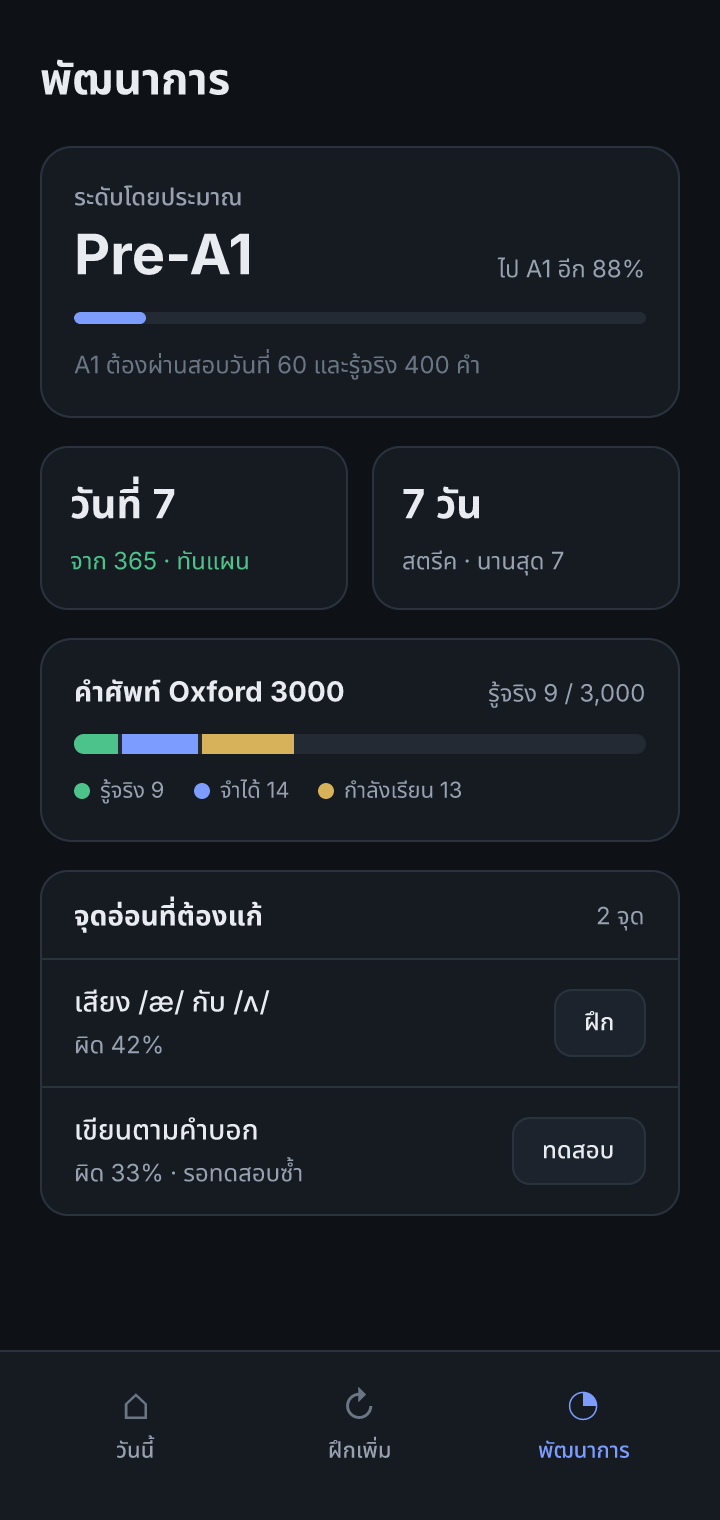 พัฒนาการ
ระดับโดยประมาณ
Pre-A1
ไป A1 อีก 88%
A1 ต้องผ่านสอบวันที่ 60 และรู้จริง 400 คำ
วันที่ 7
จาก 365 · ทันแผน
7 วัน
สตรีค · นานสุด 7
คำศัพท์ Oxford 3000
รู้จริง 9 / 3,000
รู้จริง 9
จำได้ 14
กำลังเรียน 13
จุดอ่อนที่ต้องแก้
2 จุด
เสียง /æ/ กับ /ʌ/
ผิด 42%
ฝึก
เขียนตามคำบอก
ผิด 33% · รอทดสอบซ้ำ
ทดสอบ
วันนี้
ฝึกเพิ่ม
พัฒนาการ